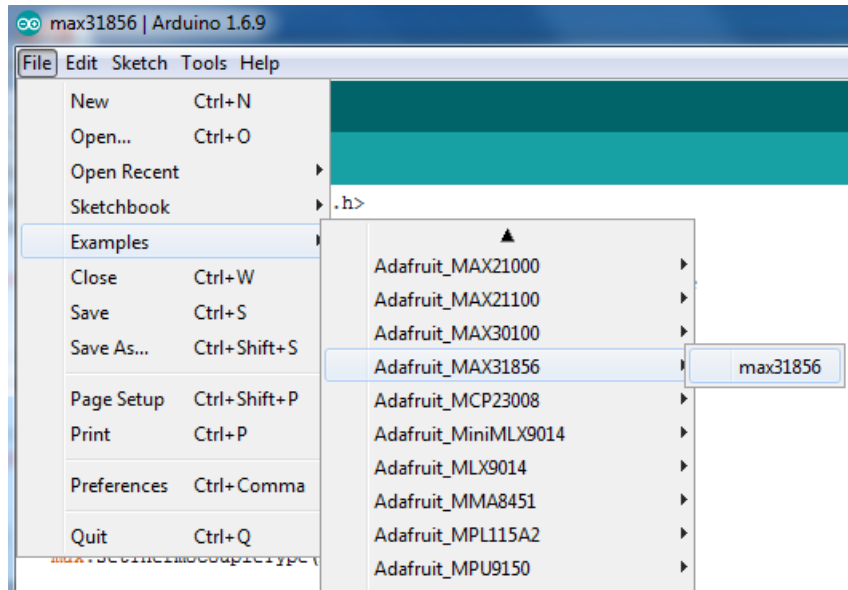 max31856 | Arduino 1.6.9
File Edit Sketch Tools Help
New Ctrl+N
Open... Ctrl+O
Open Recent
Sketchbook
.h>
Examples
Close Ctrl+W
Save Ctrl+S
Save As... Ctrl+Shift+S
Page Setup Ctrl+Shift+P
Print Ctrl+P
Preferences Ctrl+Comma
Quit Ctrl+Q
Adafruit_MAX21000
Adafruit_MAX21100
Adafruit_MAX30100
Adafruit_MAX31856
Adafruit_MCP23008
Adafruit_MiniMLX9014
Adafruit_MLX9014
Adafruit_MMA8451
Adafruit_MPL115A2
Adafruit_MPU9150
max31856
max.setThermocoupleType(